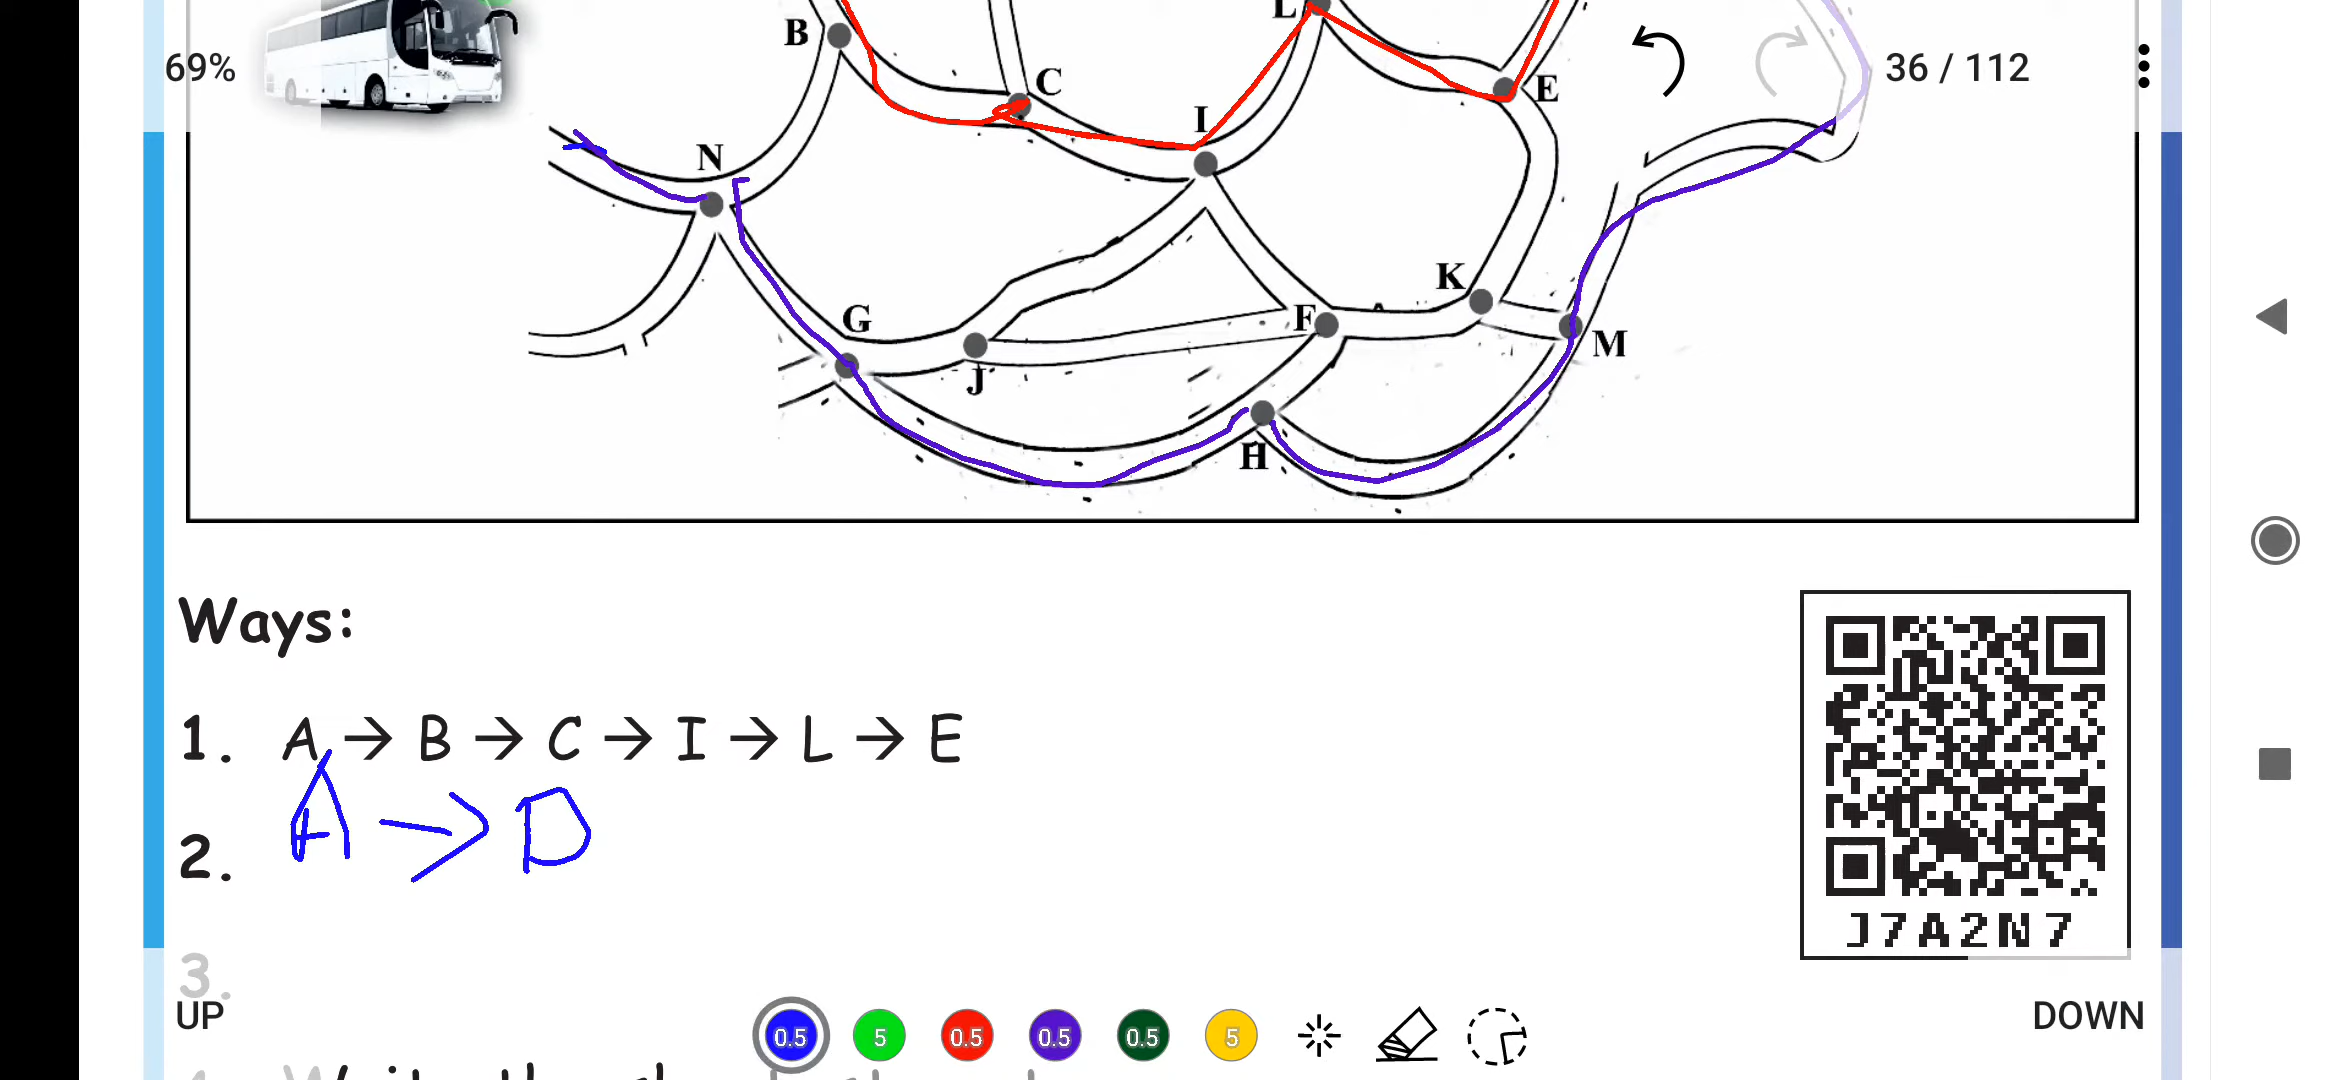 L
B
69%
C
E
36 / 112
I
N
K
G
F
M
J
H
Ways:
1. A → B → C → I → L → E
2. A → D
3.
J7A2N7
UP
0.5 5 0.5 0.5 0.5 5
DOWN